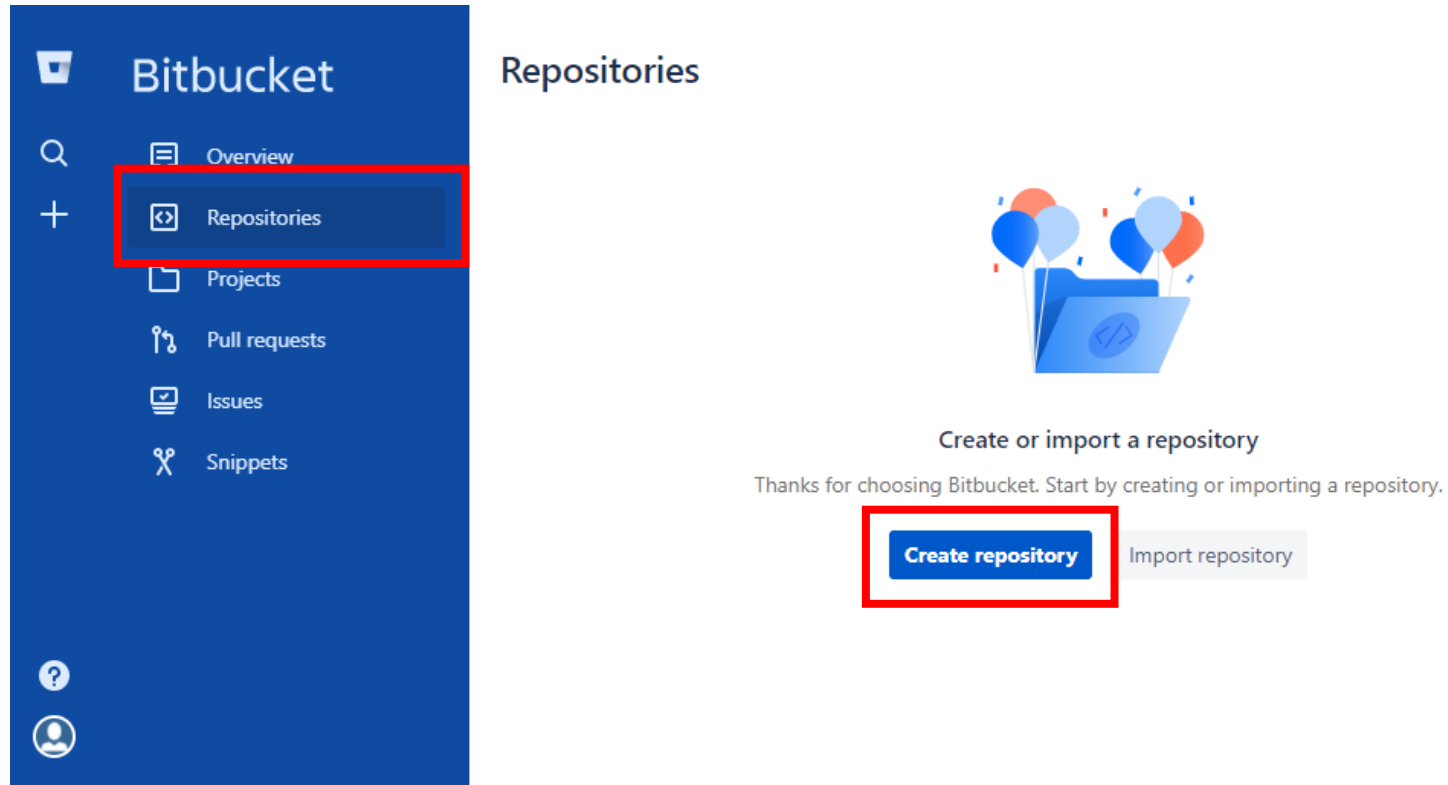 Bitbucket
Overview
Repositories
Projects
Pull requests
Issues
Snippets
?
Repositories
</>
Create or import a repository
Thanks for choosing Bitbucket. Start by creating or importing a repository.
Create repository
Import repository